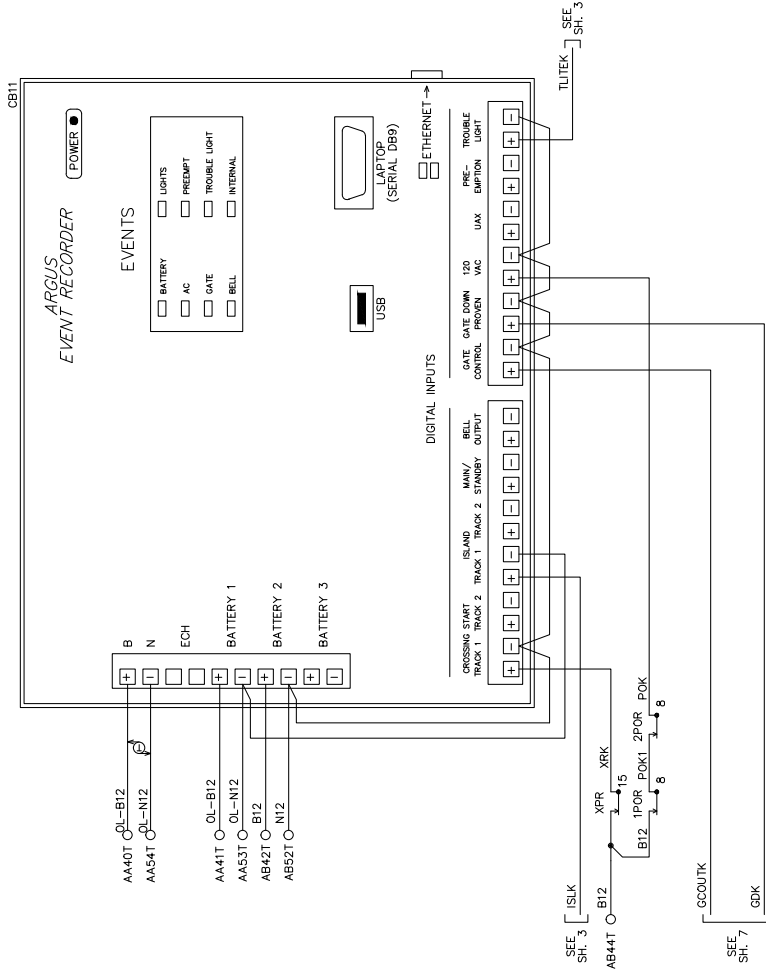 CB11
ARGUS
EVENT RECORDER
POWER
EVENTS
BATTERY
LIGHTS
AC
PREEMPT
GATE
TROUBLE LIGHT
BELL
INTERNAL
USB
LAPTOP
(SERIAL DB9)
ETHERNET
DIGITAL INPUTS
B
N
ECH
BATTERY 1
BATTERY 2
BATTERY 3
+
-
+
-
+
-
+
-
AA40T
OL-B12
AA54T
OL-N12
AA41T
OL-B12
AA53T
OL-N12
AB42T
B12
AB52T
N12
CROSSING START
TRACK 1 TRACK 2
ISLAND
TRACK 1 TRACK 2
MAIN/
STANDBY
BELL
OUTPUT
GATE
CONTROL
GATE DOWN
PROVEN
120
VAC
UAX
PRE-
EMPTION
TROUBLE
LIGHT
+ - + - + - + - + - + -
+ - + - + - + - + - + -
TLITEK
SEE
SH. 3
SEE
SH. 3
ISLK
AB44T
B12
XPR
15
XRK
B12
1POR
8
POK1
2POR
8
POK
SEE
SH. 7
GCOUTK
GDK